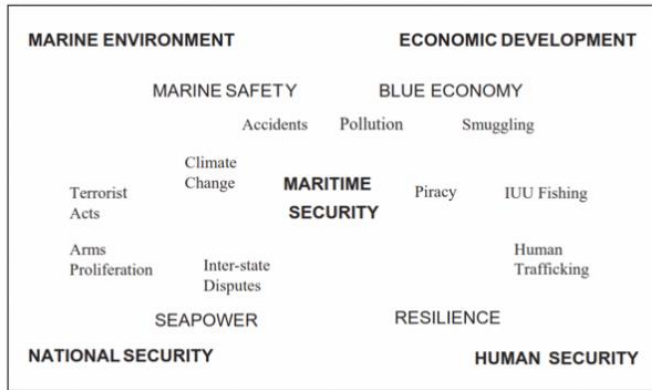 MARINE ENVIRONMENT
ECONOMIC DEVELOPMENT
MARINE SAFETY
BLUE ECONOMY
Accidents
Pollution
Smuggling
Climate
Change
MARITIME
SECURITY
Terrorist
Acts
Piracy
IUU Fishing
Arms
Proliferation
Inter-state
Disputes
Human
Trafficking
SEAPOWER
RESILIENCE
NATIONAL SECURITY
HUMAN SECURITY